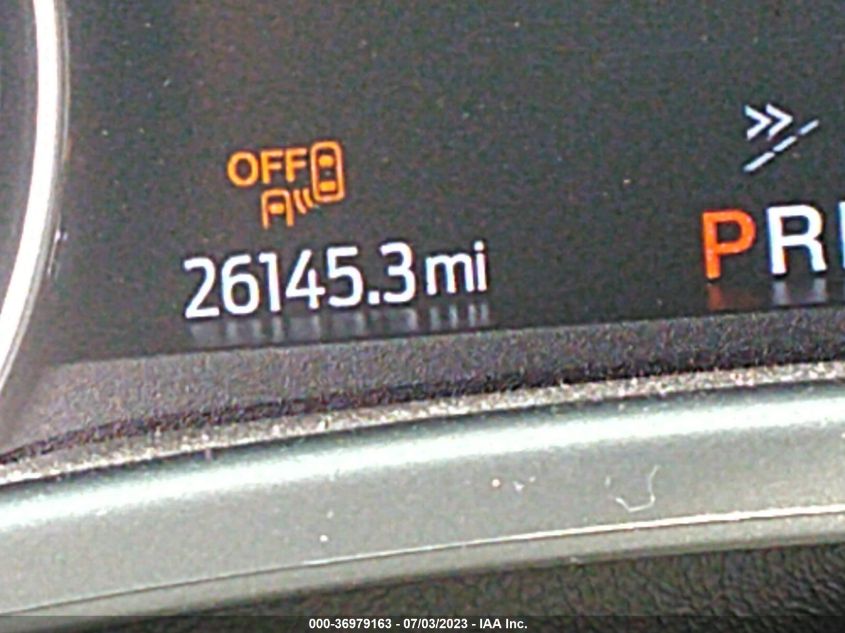 OFF
26145.3 mi
PR
000-36979163 - 07/03/2023 - IAA Inc.